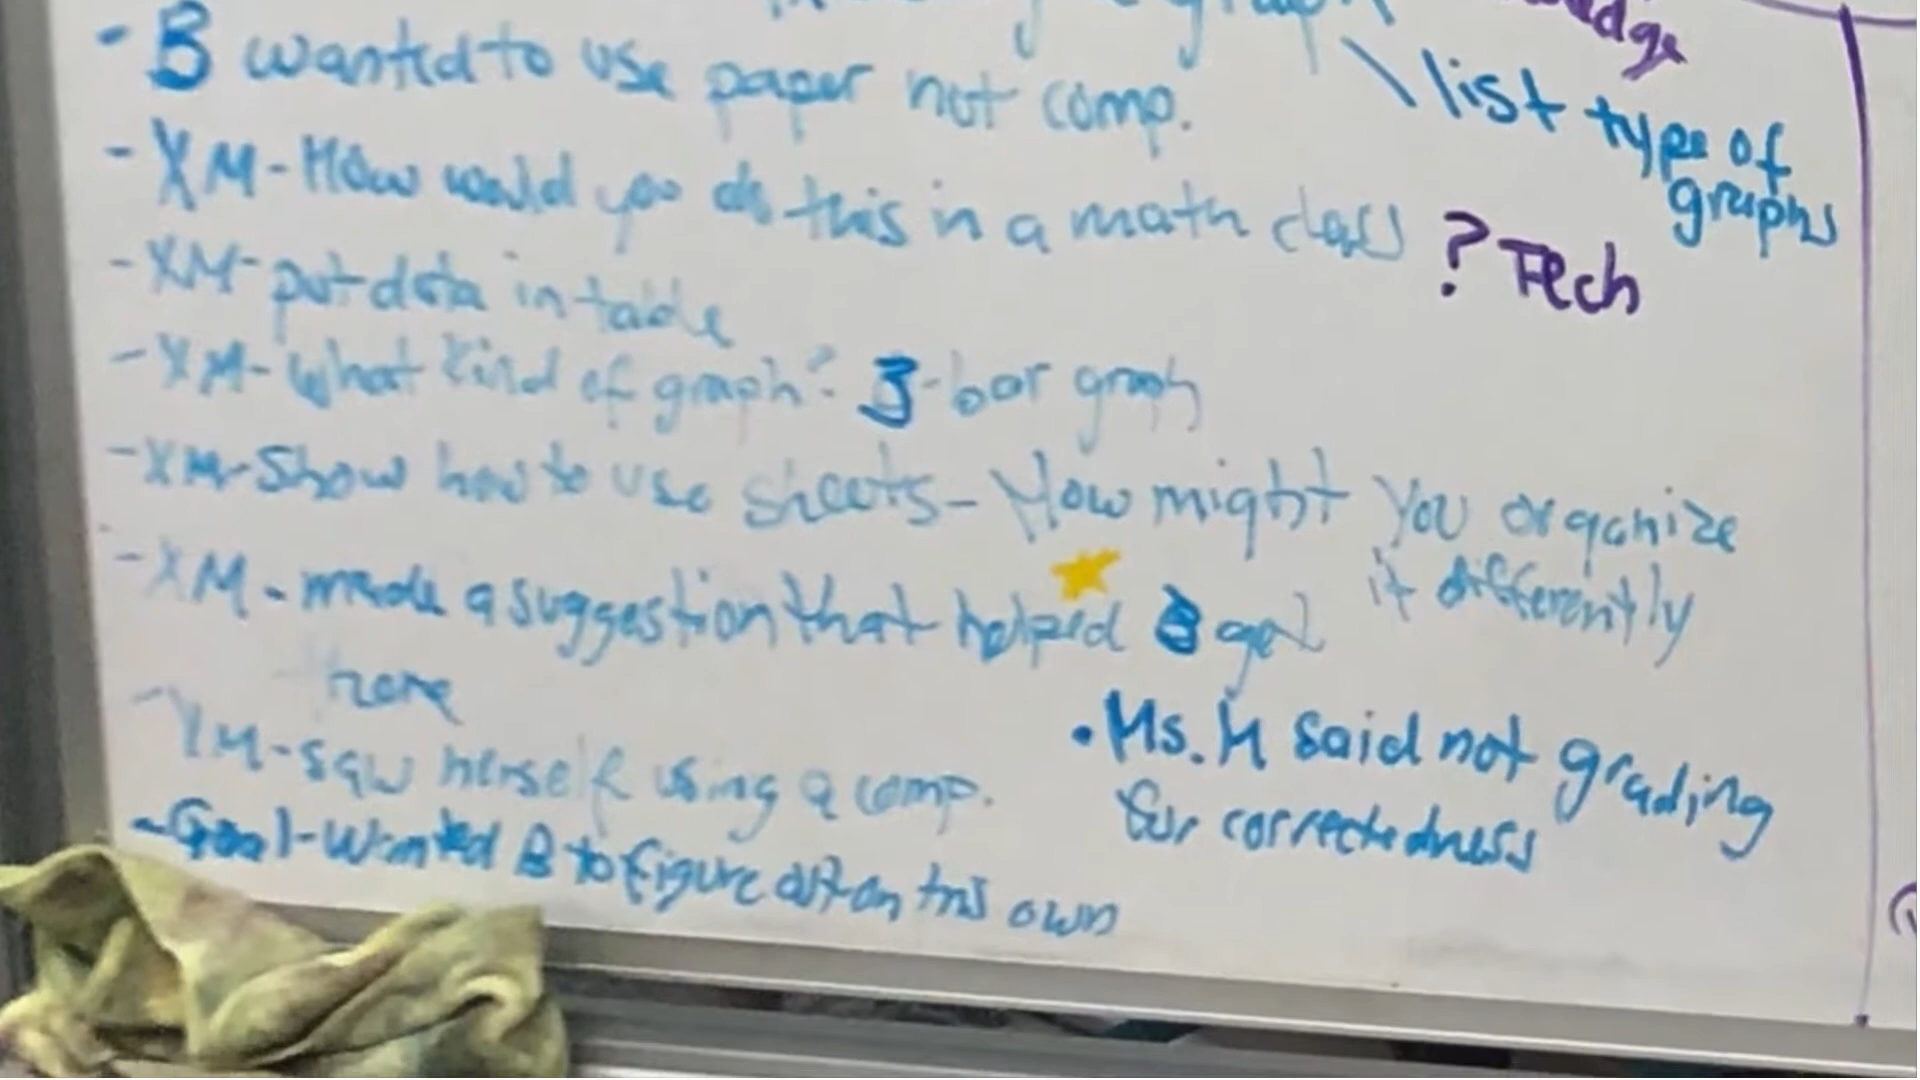 graph
- B wanted to use paper not comp.
\ list type of
graphs
- XM - How would you do this in a math class
? Tech
- XM - put data in table
- XM - What kind of graph? B - bar graph
- XM - Show how to use sheets - How might you organize
it differently
- XM - made a suggestion that helped B get
there
- XM - saw herself using a comp.
• Ms. M said not grading
for correctedness
- Goal - Wanted B to figure out on his own